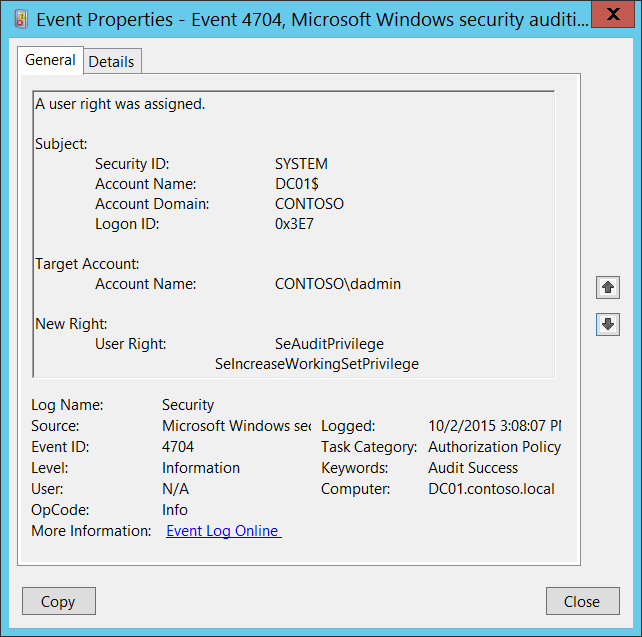 Event Properties - Event 4704, Microsoft Windows security auditi...
General Details
A user right was assigned.
Subject:
Security ID: SYSTEM
Account Name: DC01$
Account Domain: CONTOSO
Logon ID: 0x3E7
Target Account:
Account Name: CONTOSO\dadmin
New Right:
User Right: SeAuditPrivilege
SeIncreaseWorkingSetPrivilege
Log Name: Security
Source: Microsoft Windows sec Logged: 10/2/2015 3:08:07 PM
Event ID: 4704 Task Category: Authorization Policy
Level: Information Keywords: Audit Success
User: N/A Computer: DC01.contoso.local
OpCode: Info
More Information: Event Log Online
Copy Close